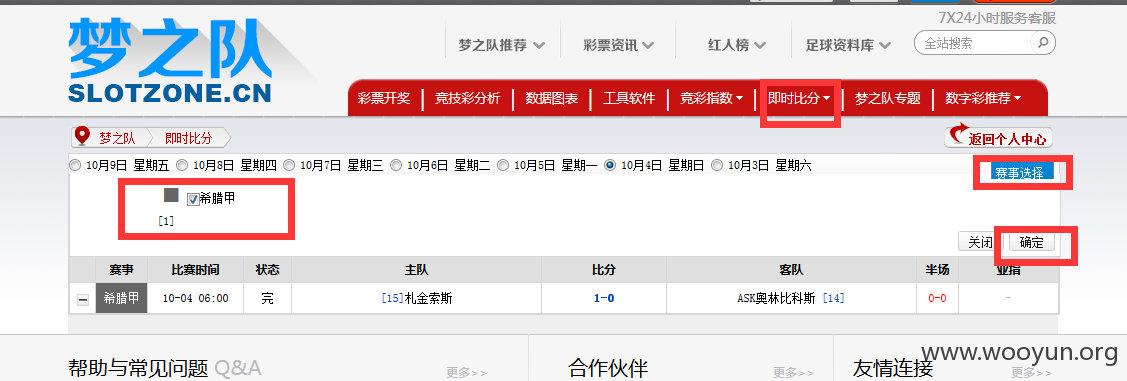 7X24小时服务客服
梦之队
SLOTZONE.CN
梦之队推荐 彩票资讯 红人榜 足球资料库 全站搜索
彩票开奖 竞技彩分析 数据图表 工具软件 竞彩指数 即时比分 梦之队专题 数字彩推荐
梦之队 即时比分 返回个人中心
10月9日 星期五 10月8日 星期四 10月7日 星期三 10月6日 星期二 10月5日 星期一 10月4日 星期日 10月3日 星期六 赛事选择
希腊甲
[1]
关闭 确定
赛事 比赛时间 状态 主队 比分 客队 半场 亚指
希腊甲 10-04 06:00 完 [15]札金索斯 1-0 ASK奥林比科斯 [14] 0-0 -
帮助与常见问题 Q&A 更多>> 合作伙伴 更多>> 友情连接 更多>>
www.wooyun.org